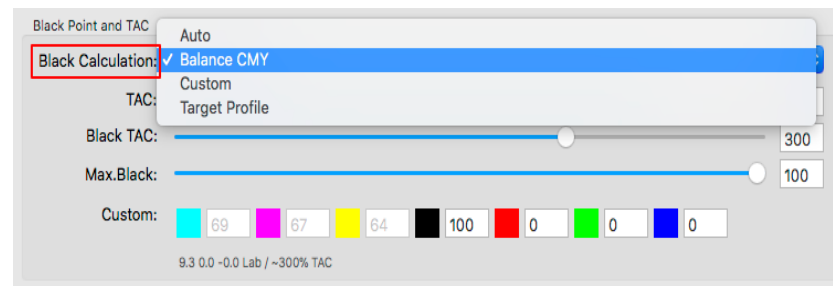 Black Point and TAC
Auto
Black Calculation: ✓ Balance CMY
Custom
TAC:
Target Profile
Black TAC: 300
Max.Black: 100
Custom: 69 67 64 100 0 0 0
9.3 0.0 -0.0 Lab / ~300% TAC